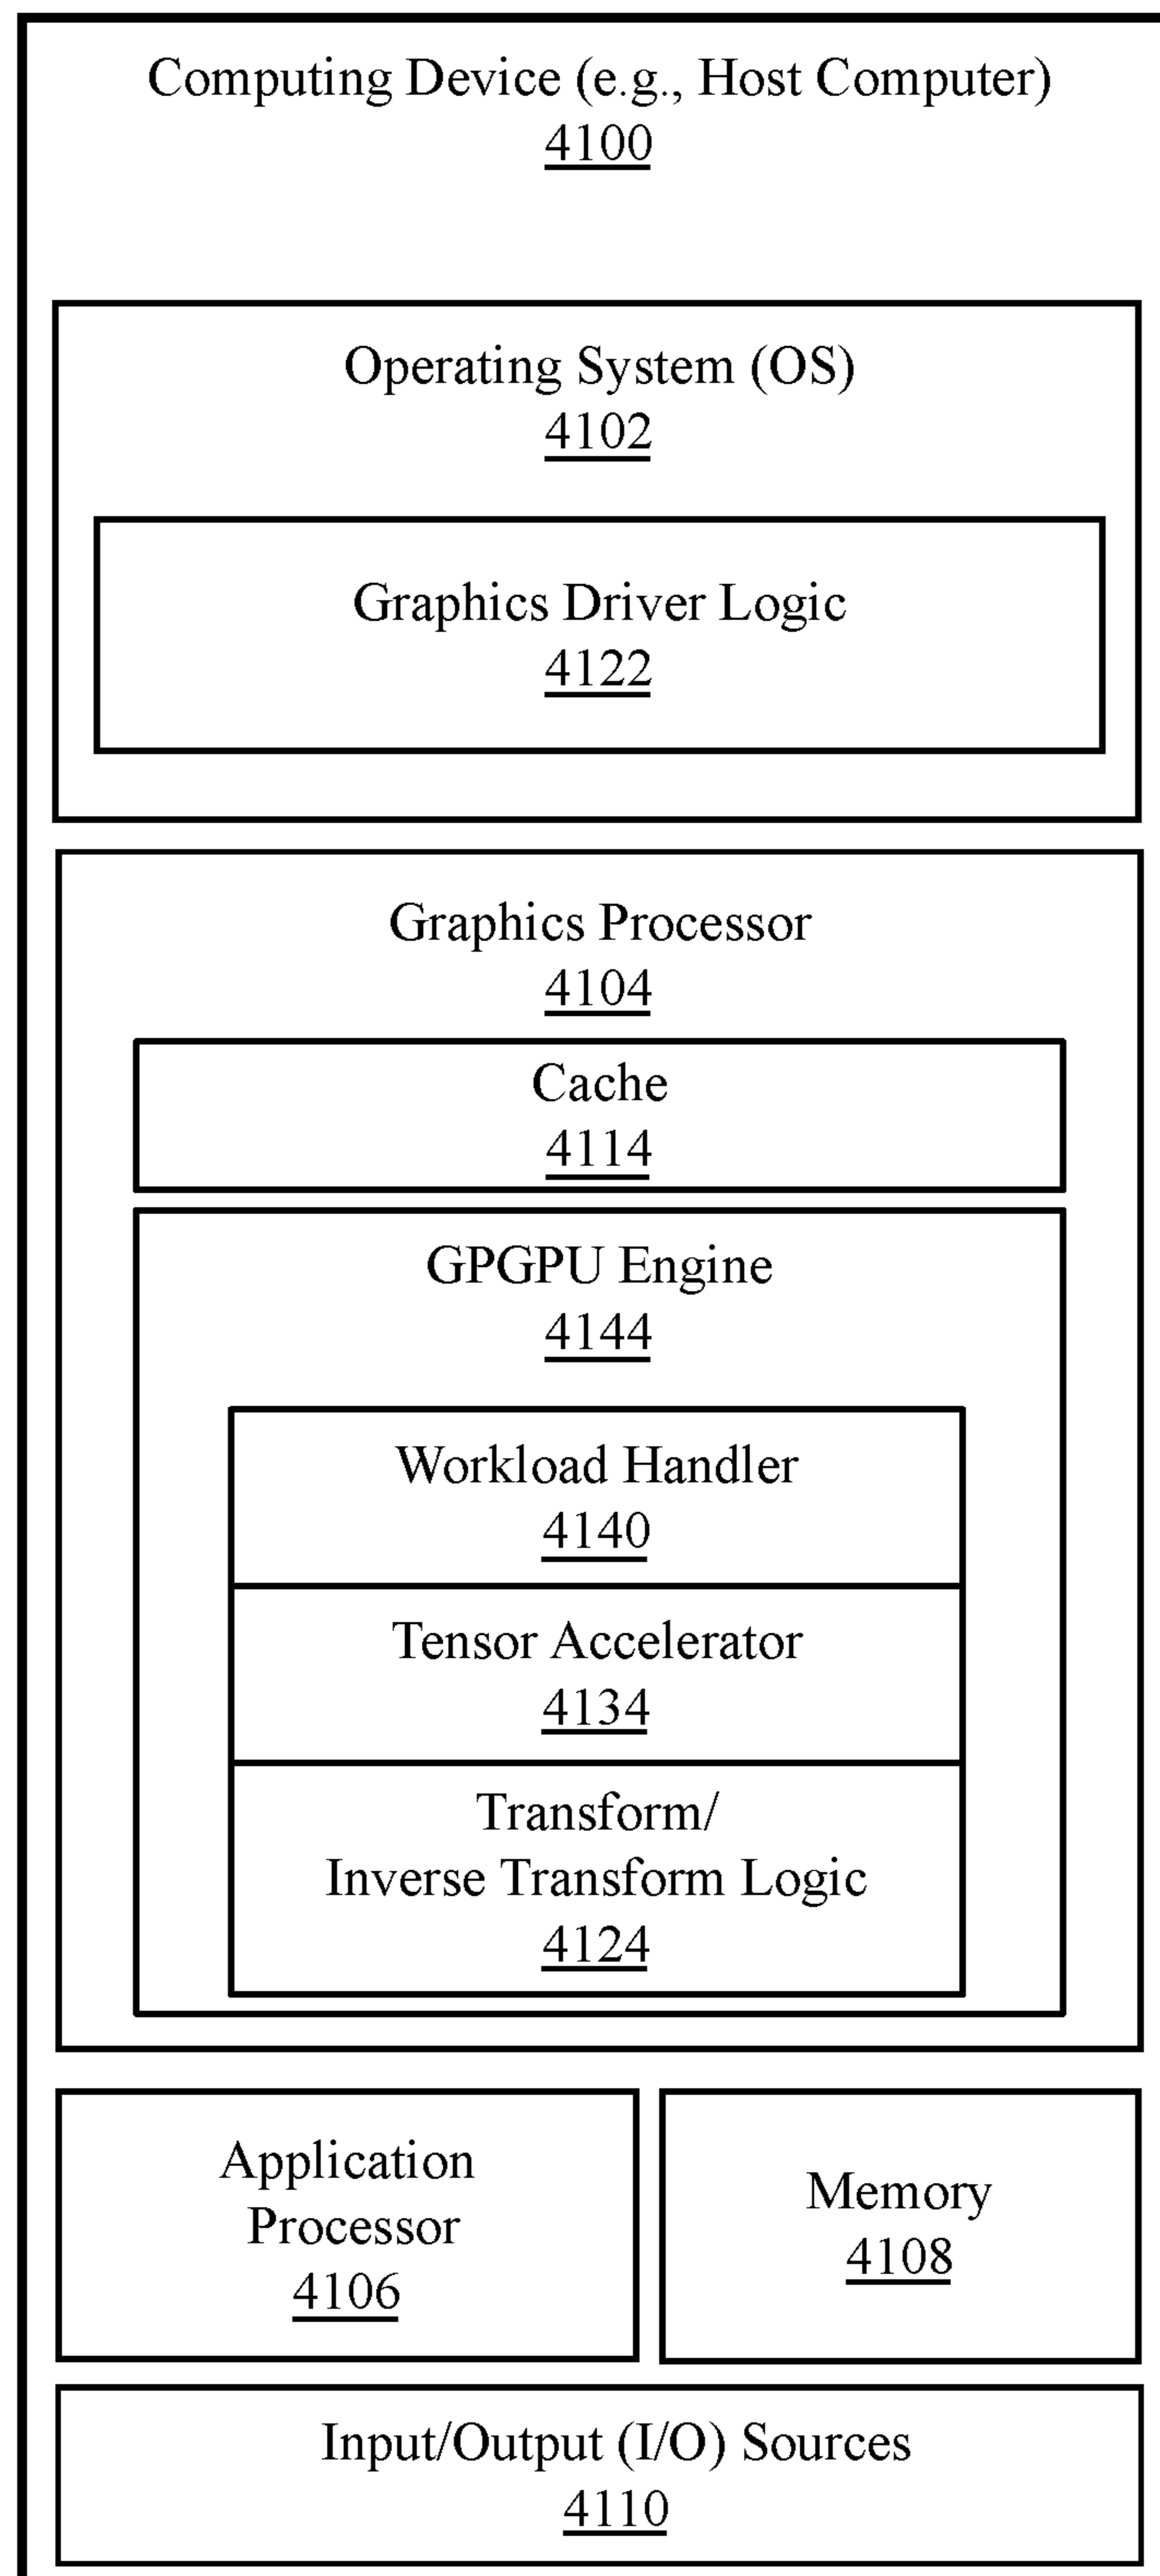 Computing Device (e.g., Host Computer)
4100
Operating System (OS)
4102
Graphics Driver Logic
4122
Graphics Processor
4104
Cache
4114
GPGPU Engine
4144
Workload Handler
4140
Tensor Accelerator
4134
Transform/
Inverse Transform Logic
4124
Application
Processor
4106
Memory
4108
Input/Output (I/O) Sources
4110